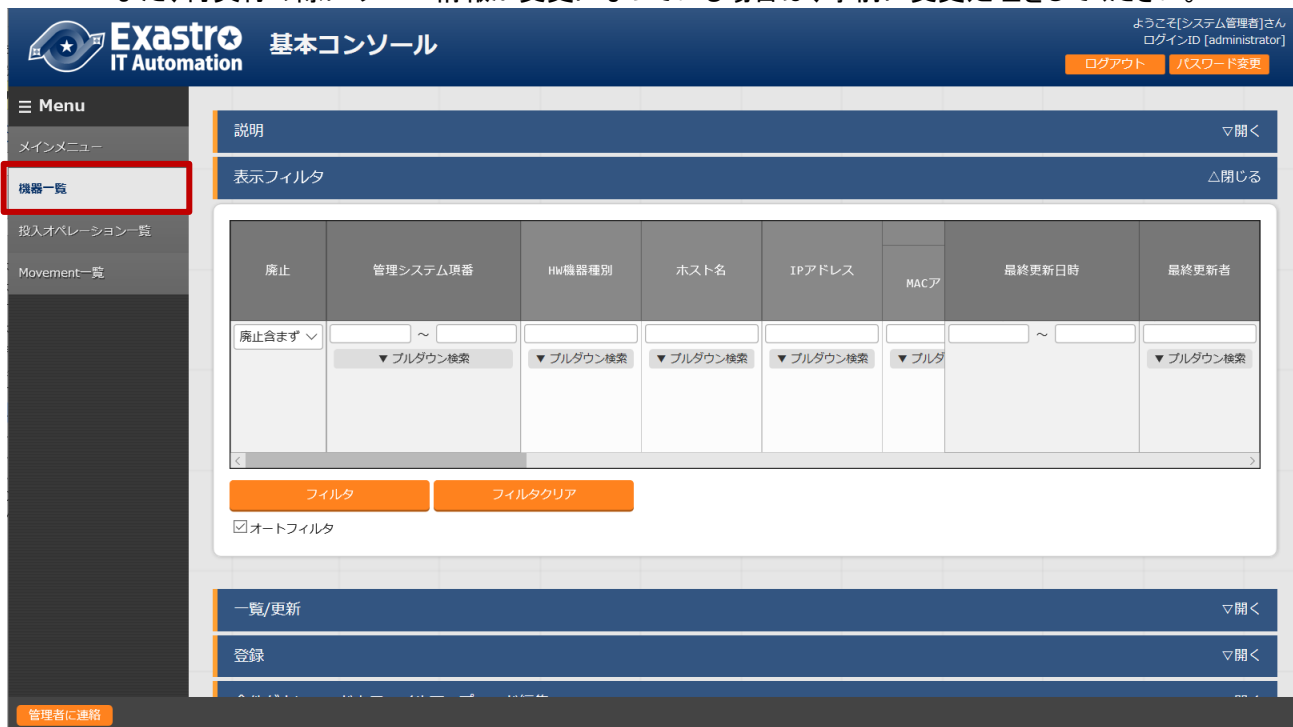 ようこそ[システム管理者]さん
ログインID [administrator]
Exastro
IT Automation
基本コンソール
ログアウト パスワード変更
Menu
メインメニュー
機器一覧
投入オペレーション一覧
Movement一覧
説明 ▽開く
表示フィルタ △閉じる
廃止 管理システム項番 HW機器種別 ホスト名 IPアドレス MACア 最終更新日時 最終更新者
廃止含まず ～ ～
▼ プルダウン検索 ▼ プルダウン検索 ▼ プルダウン検索 ▼ プルダウン検索 ▼ プルダ ▼ プルダウン検索
フィルタ フィルタクリア
オートフィルタ
一覧/更新 ▽開く
登録 ▽開く
管理者に連絡